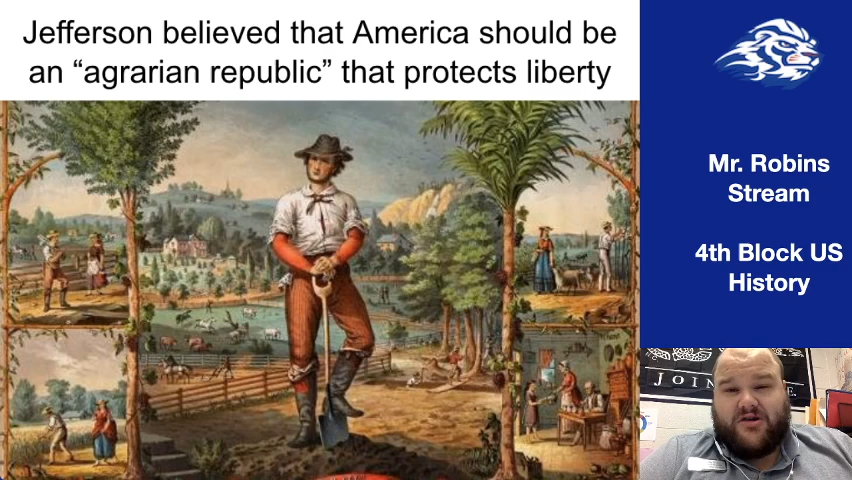 Jefferson believed that America should be
an “agrarian republic” that protects liberty
Mr. Robins
Stream
4th Block US
History
JOIN